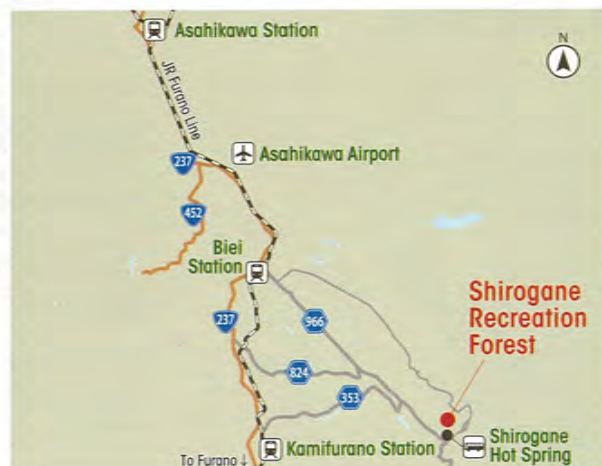 Asahikawa Station
N
JR Furano Line
237
Asahikawa Airport
452
Biei
Station
237
966
Shirogane
Recreation
Forest
824
353
Kamifurano Station
Shirogane
Hot Spring
To Furano ↓